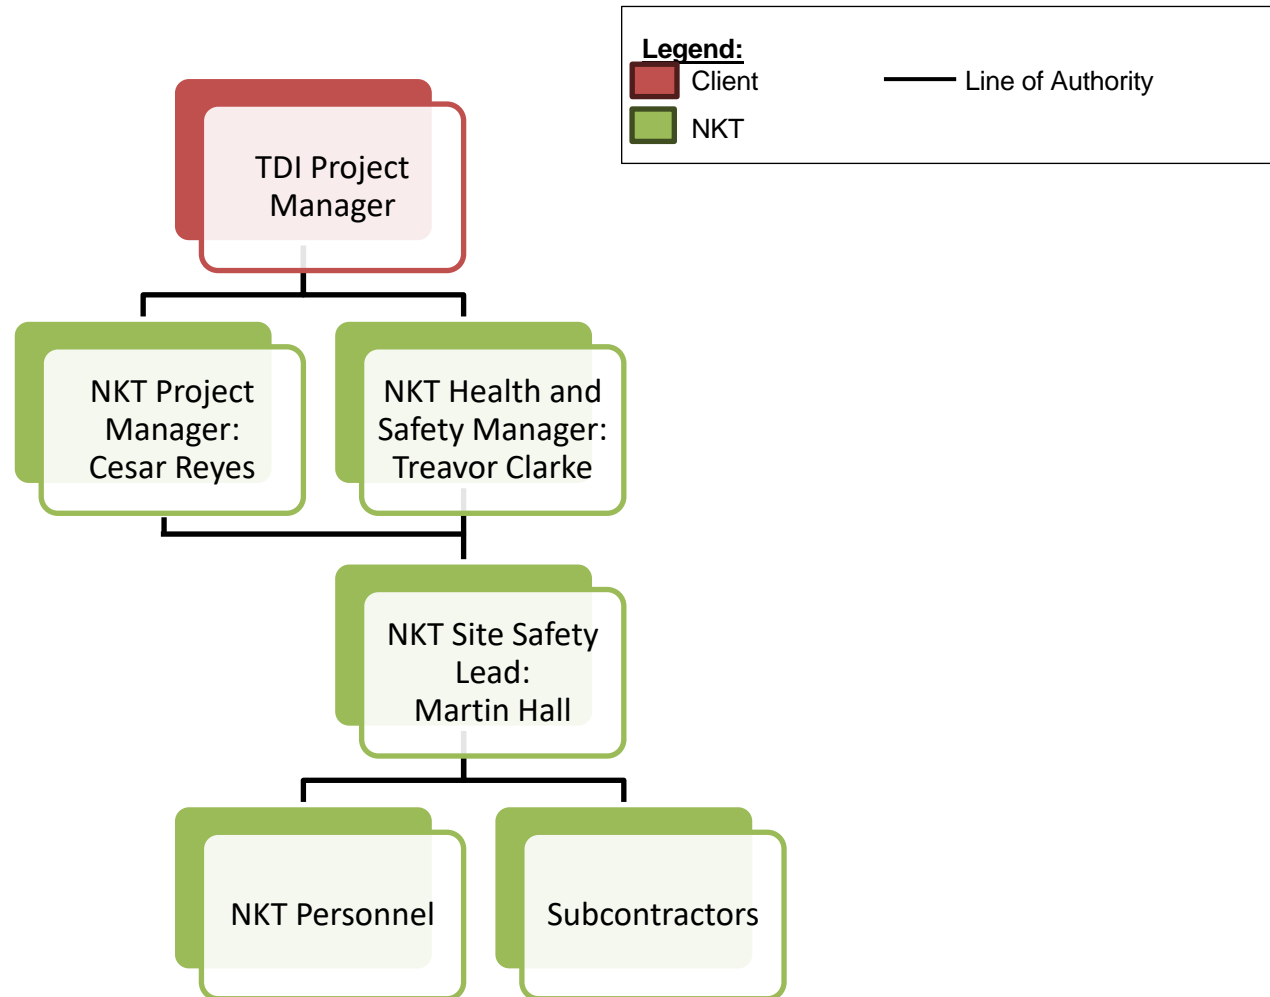 Legend:
Client
Line of Authority
NKT
TDI Project
Manager
NKT Project
Manager:
Cesar Reyes
NKT Health and
Safety Manager:
Treavor Clarke
NKT Site Safety
Lead:
Martin Hall
NKT Personnel
Subcontractors